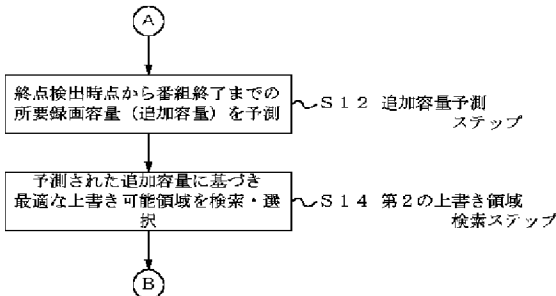 A
終点検出時点から番組終了までの
所要録画容量（追加容量）を予測
S12 追加容量予測
ステップ
予測された追加容量に基づき
最適な上書き可能領域を検索・選
択
S14 第2の上書き領域
検索ステップ
B